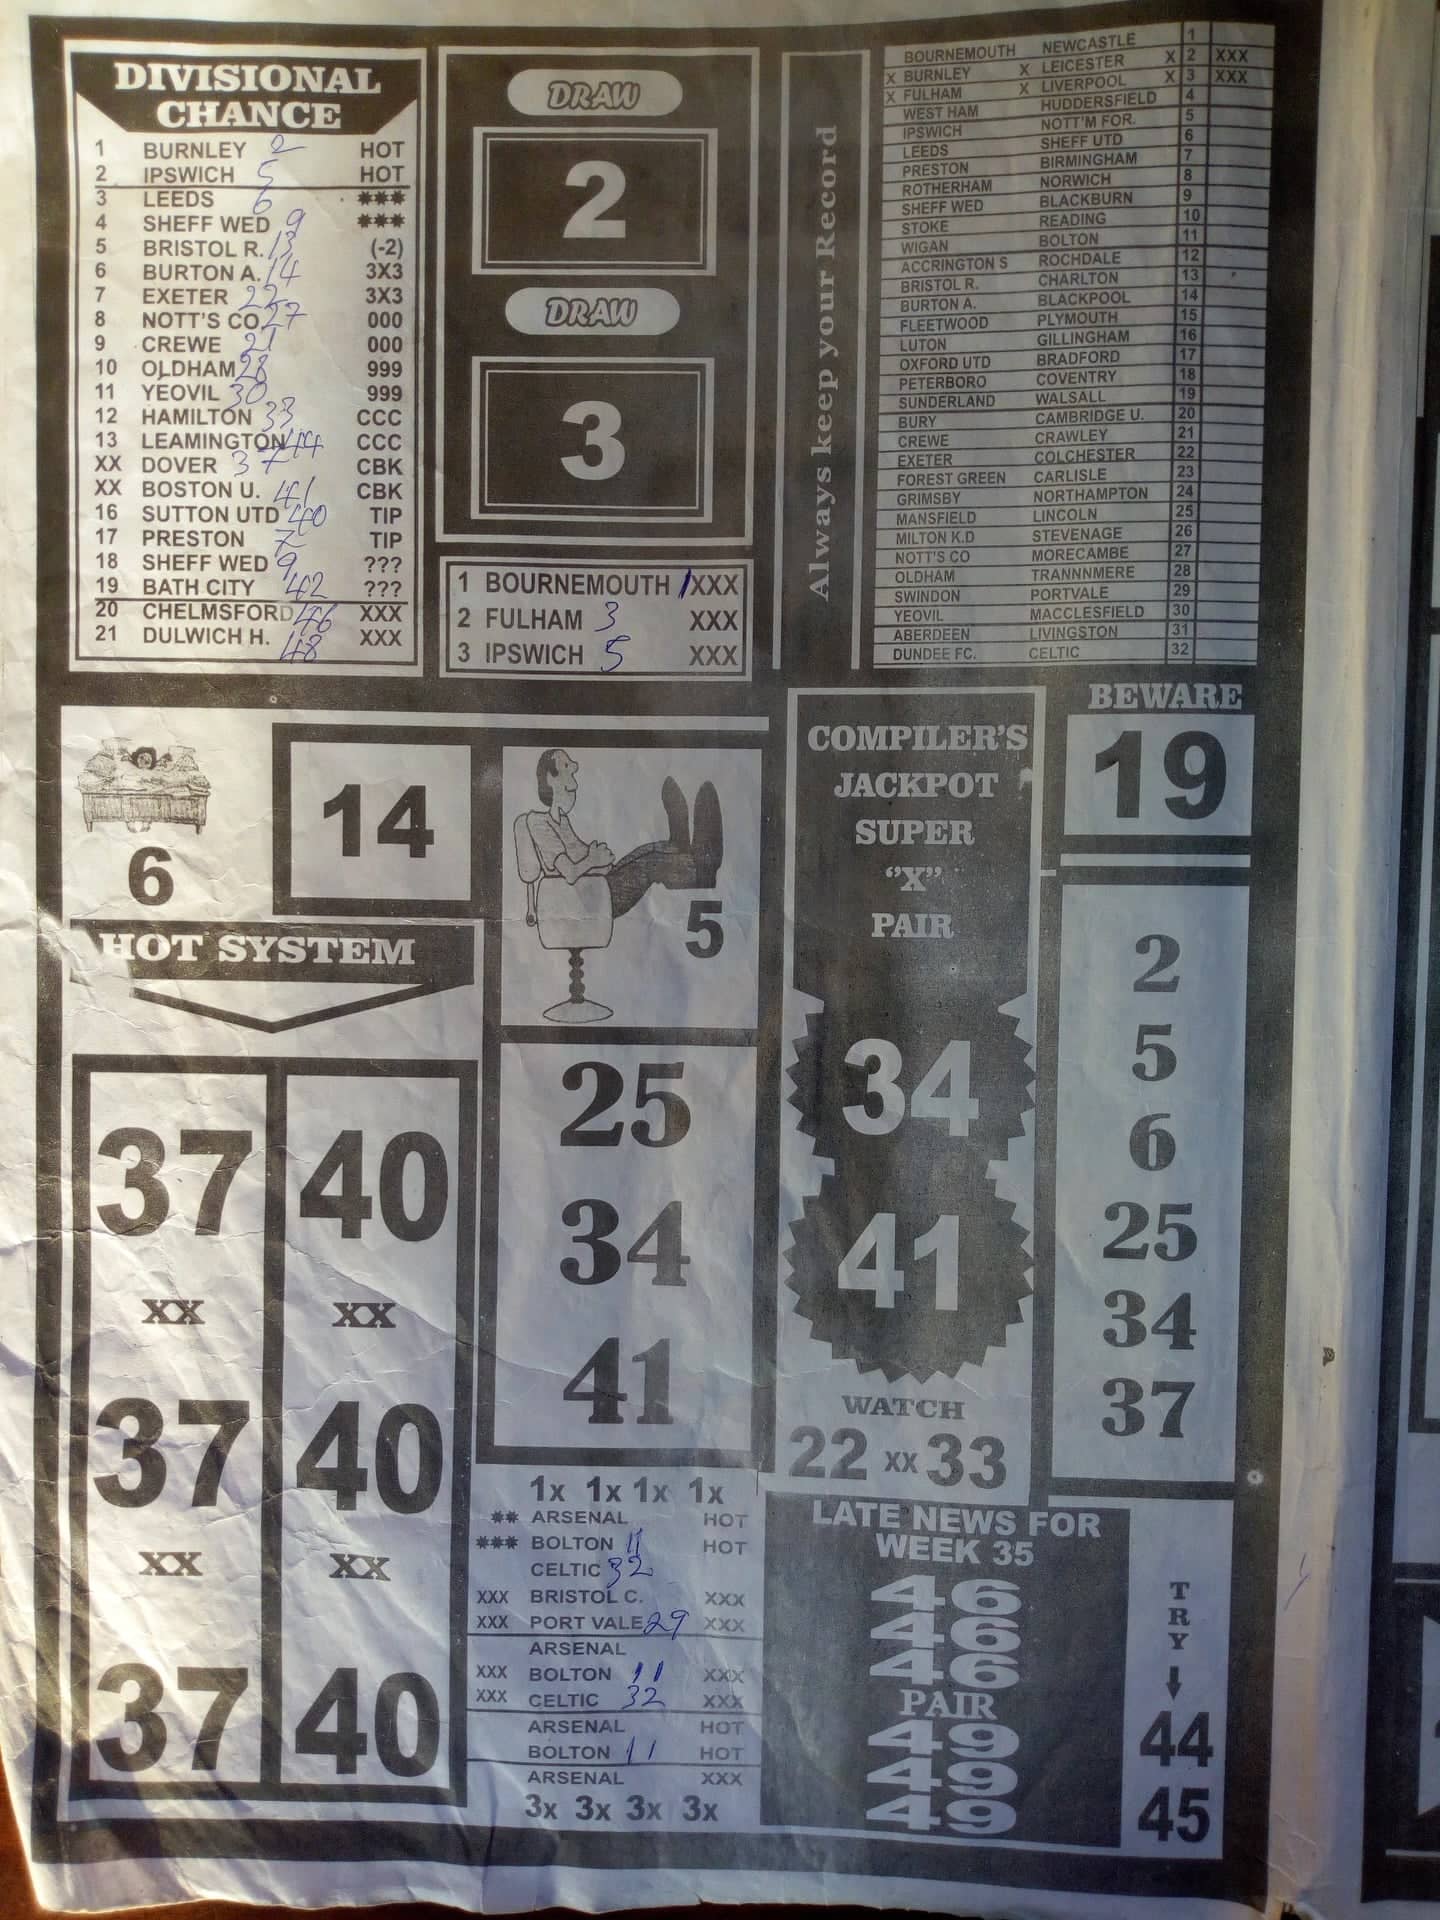 DIVISIONAL
CHANCE
1 BURNLEY 2 HOT
2 IPSWICH 5 HOT
3 LEEDS 6 ***
4 SHEFF WED 9 ***
5 BRISTOL R. 13 (-2)
6 BURTON A. 14 3X3
7 EXETER 22 3X3
8 NOTT'S CO 27 000
9 CREWE 21 000
10 OLDHAM 28 999
11 YEOVIL 30 999
12 HAMILTON 33 CCC
13 LEAMINGTON 44 CCC
XX DOVER 37 CBK
XX BOSTON U. 41 CBK
16 SUTTON UTD 40 TIP
17 PRESTON 7 TIP
18 SHEFF WED 9 ???
19 BATH CITY 42 ???
20 CHELMSFORD 46 XXX
21 DULWICH H. 48 XXX
DRAW
2
DRAW
3
1 BOURNEMOUTH 1 XXX
2 FULHAM 3 XXX
3 IPSWICH 5 XXX
Always keep your Record
BOURNEMOUTH NEWCASTLE 1
X BURNLEY X LEICESTER X 2 XXX
X FULHAM X LIVERPOOL X 3 XXX
WEST HAM HUDDERSFIELD 4
IPSWICH NOTT'M FOR. 5
LEEDS SHEFF UTD 6
PRESTON BIRMINGHAM 7
ROTHERHAM NORWICH 8
SHEFF WED BLACKBURN 9
STOKE READING 10
WIGAN BOLTON 11
ACCRINGTON S ROCHDALE 12
BRISTOL R. CHARLTON 13
BURTON A. BLACKPOOL 14
FLEETWOOD PLYMOUTH 15
LUTON GILLINGHAM 16
OXFORD UTD BRADFORD 17
PETERBORO COVENTRY 18
SUNDERLAND WALSALL 19
BURY CAMBRIDGE U. 20
CREWE CRAWLEY 21
EXETER COLCHESTER 22
FOREST GREEN CARLISLE 23
GRIMSBY NORTHAMPTON 24
MANSFIELD LINCOLN 25
MILTON K.D STEVENAGE 26
NOTT'S CO MORECAMBE 27
OLDHAM TRANNNMERE 28
SWINDON PORTVALE 29
YEOVIL MACCLESFIELD 30
ABERDEEN LIVINGSTON 31
DUNDEE FC. CELTIC 32
6
14
HOT SYSTEM
37 40
XX XX
37 40
XX XX
37 40
5
25
34
41
1x 1x 1x 1x
** ARSENAL HOT
*** BOLTON 11 HOT
CELTIC 32
XXX BRISTOL C. XXX
XXX PORT VALE 29 XXX
ARSENAL
XXX BOLTON 11 XXX
XXX CELTIC 32 XXX
ARSENAL HOT
BOLTON 11 HOT
ARSENAL XXX
3x 3x 3x 3x
COMPILER'S
JACKPOT
SUPER
"X"
PAIR
34
41
WATCH
22 XX 33
BEWARE
19
2
5
6
25
34
37
LATE NEWS FOR
WEEK 35
46
46
46
PAIR
49
49
49
TRY
44
45